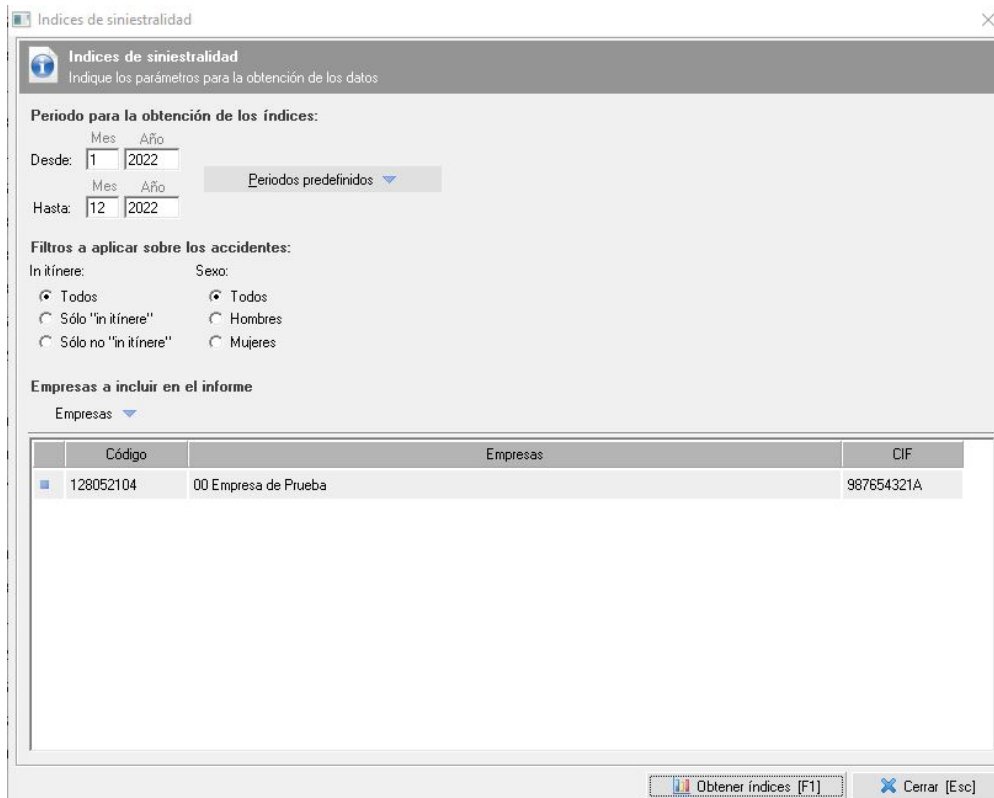 Indices de siniestralidad
Indices de siniestralidad
Indique los parámetros para la obtención de los datos
Periodo para la obtención de los índices:
Mes Año
Desde: 1 2022
Periodos predefinidos
Mes Año
Hasta: 12 2022
Filtros a aplicar sobre los accidentes:
In itínere: Sexo:
Todos Todos
Sólo "in itínere" Hombres
Sólo no "in itínere" Mujeres
Empresas a incluir en el informe
Empresas
Código Empresas CIF
128052104 00 Empresa de Prueba 987654321A
Obtener índices [F1] Cerrar [Esc]